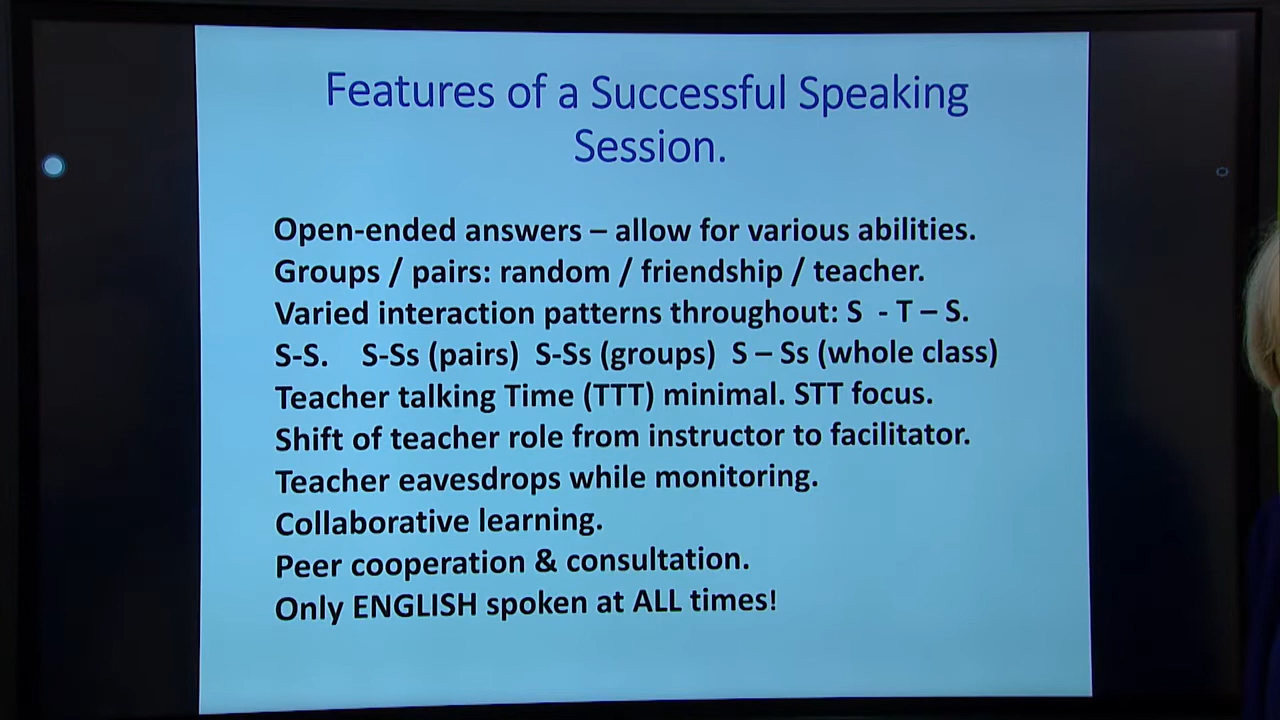 Features of a Successful Speaking
Session.
Open-ended answers – allow for various abilities.
Groups / pairs: random / friendship / teacher.
Varied interaction patterns throughout: S - T – S.
S-S. S-Ss (pairs) S-Ss (groups) S – Ss (whole class)
Teacher talking Time (TTT) minimal. STT focus.
Shift of teacher role from instructor to facilitator.
Teacher eavesdrops while monitoring.
Collaborative learning.
Peer cooperation & consultation.
Only ENGLISH spoken at ALL times!